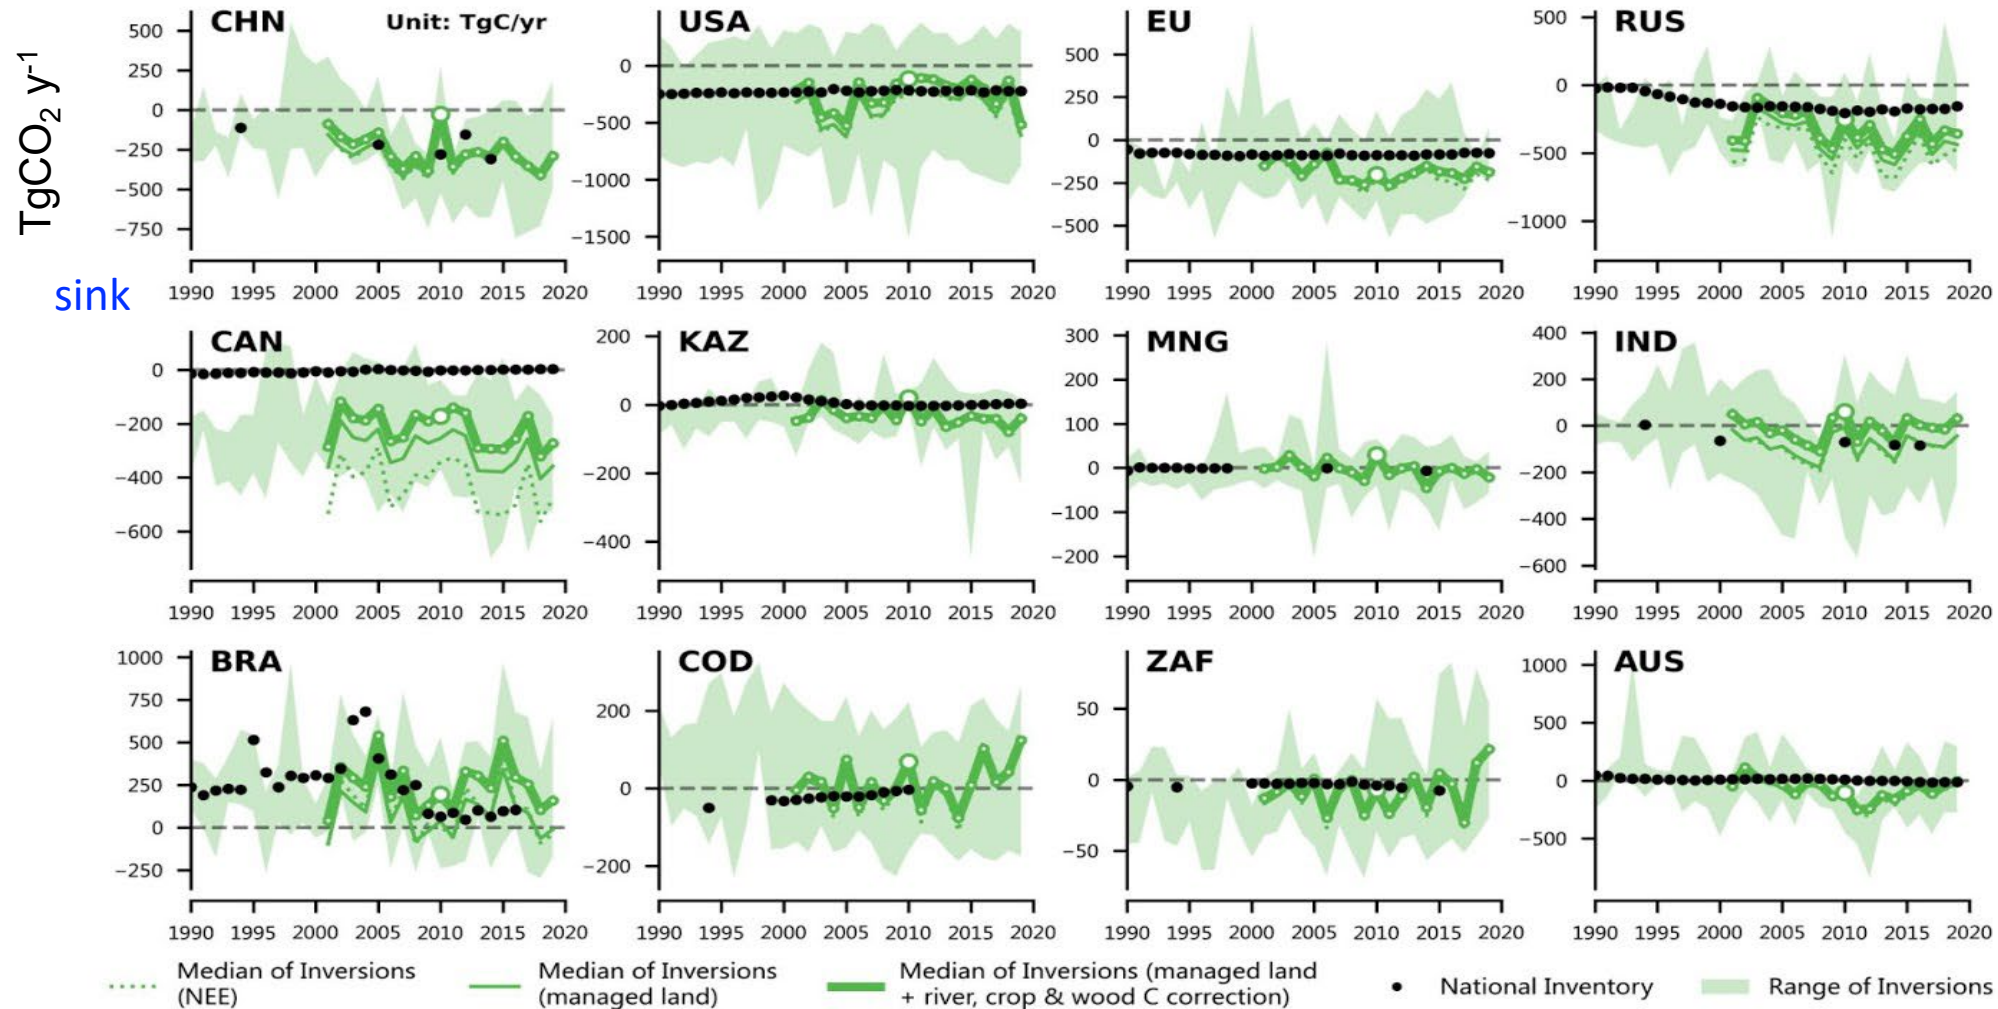 TgCO2 y-1
sink
CHN Unit: TgC/yr
500
250
0
−250
−500
−750
1990 1995 2000 2005 2010 2015 2020
USA
0
−500
−1000
−1500
1990 1995 2000 2005 2010 2015 2020
EU
500
250
0
−250
−500
1990 1995 2000 2005 2010 2015 2020
RUS
500
0
−500
−1000
1990 1995 2000 2005 2010 2015 2020
CAN
0
−200
−400
−600
1990 1995 2000 2005 2010 2015 2020
KAZ
200
0
−200
−400
1990 1995 2000 2005 2010 2015 2020
MNG
300
200
100
0
−100
−200
1990 1995 2000 2005 2010 2015 2020
IND
400
200
0
−200
−400
−600
1990 1995 2000 2005 2010 2015 2020
BRA
1000
750
500
250
0
−250
1990 1995 2000 2005 2010 2015 2020
COD
200
0
−200
1990 1995 2000 2005 2010 2015 2020
ZAF
50
0
−50
1990 1995 2000 2005 2010 2015 2020
AUS
1000
500
0
−500
1990 1995 2000 2005 2010 2015 2020
Median of Inversions
(NEE)
Median of Inversions
(managed land)
Median of Inversions (managed land
+ river, crop & wood C correction)
National Inventory
Range of Inversions